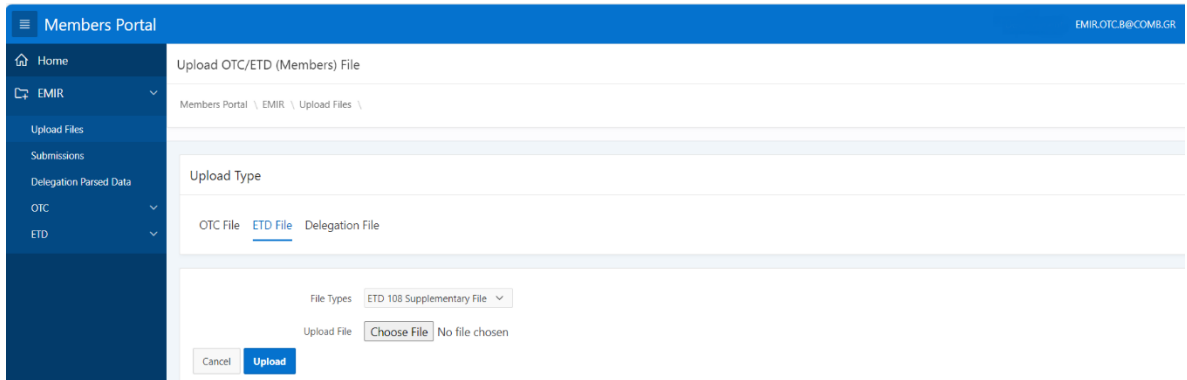 Members Portal
EMIR.OTC.B@COMB.GR
Home
EMIR
Upload Files
Submissions
Delegation Parsed Data
OTC
ETD
Upload OTC/ETD (Members) File
Members Portal \ EMIR \ Upload Files \
Upload Type
OTC File ETD File Delegation File
File Types ETD 108 Supplementary File
Upload File Choose File No file chosen
Cancel Upload